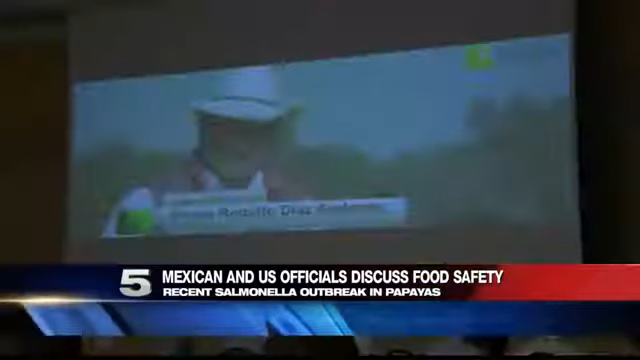 5
MEXICAN AND US OFFICIALS DISCUSS FOOD SAFETY
RECENT SALMONELLA OUTBREAK IN PAPAYAS